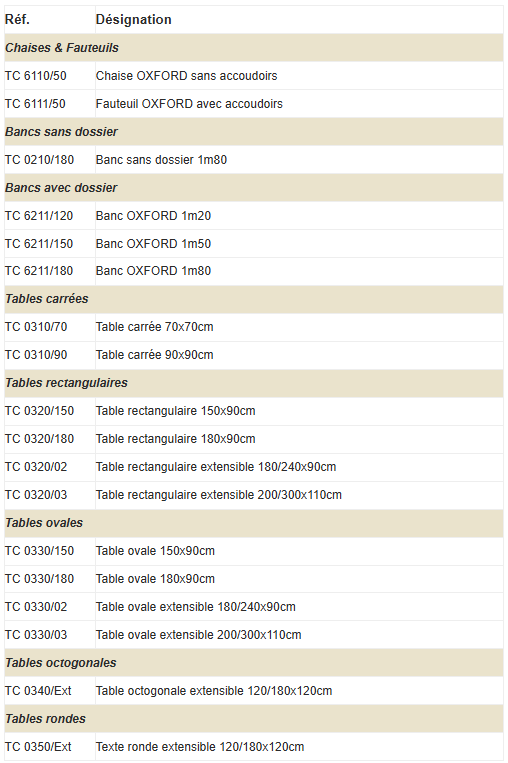 Réf. Désignation
Chaises & Fauteuils
TC 6110/50 Chaise OXFORD sans accoudoirs
TC 6111/50 Fauteuil OXFORD avec accoudoirs
Bancs sans dossier
TC 0210/180 Banc sans dossier 1m80
Bancs avec dossier
TC 6211/120 Banc OXFORD 1m20
TC 6211/150 Banc OXFORD 1m50
TC 6211/180 Banc OXFORD 1m80
Tables carrées
TC 0310/70 Table carrée 70x70cm
TC 0310/90 Table carrée 90x90cm
Tables rectangulaires
TC 0320/150 Table rectangulaire 150x90cm
TC 0320/180 Table rectangulaire 180x90cm
TC 0320/02 Table rectangulaire extensible 180/240x90cm
TC 0320/03 Table rectangulaire extensible 200/300x110cm
Tables ovales
TC 0330/150 Table ovale 150x90cm
TC 0330/180 Table ovale 180x90cm
TC 0330/02 Table ovale extensible 180/240x90cm
TC 0330/03 Table ovale extensible 200/300x110cm
Tables octogonales
TC 0340/Ext Table octogonale extensible 120/180x120cm
Tables rondes
TC 0350/Ext Texte ronde extensible 120/180x120cm